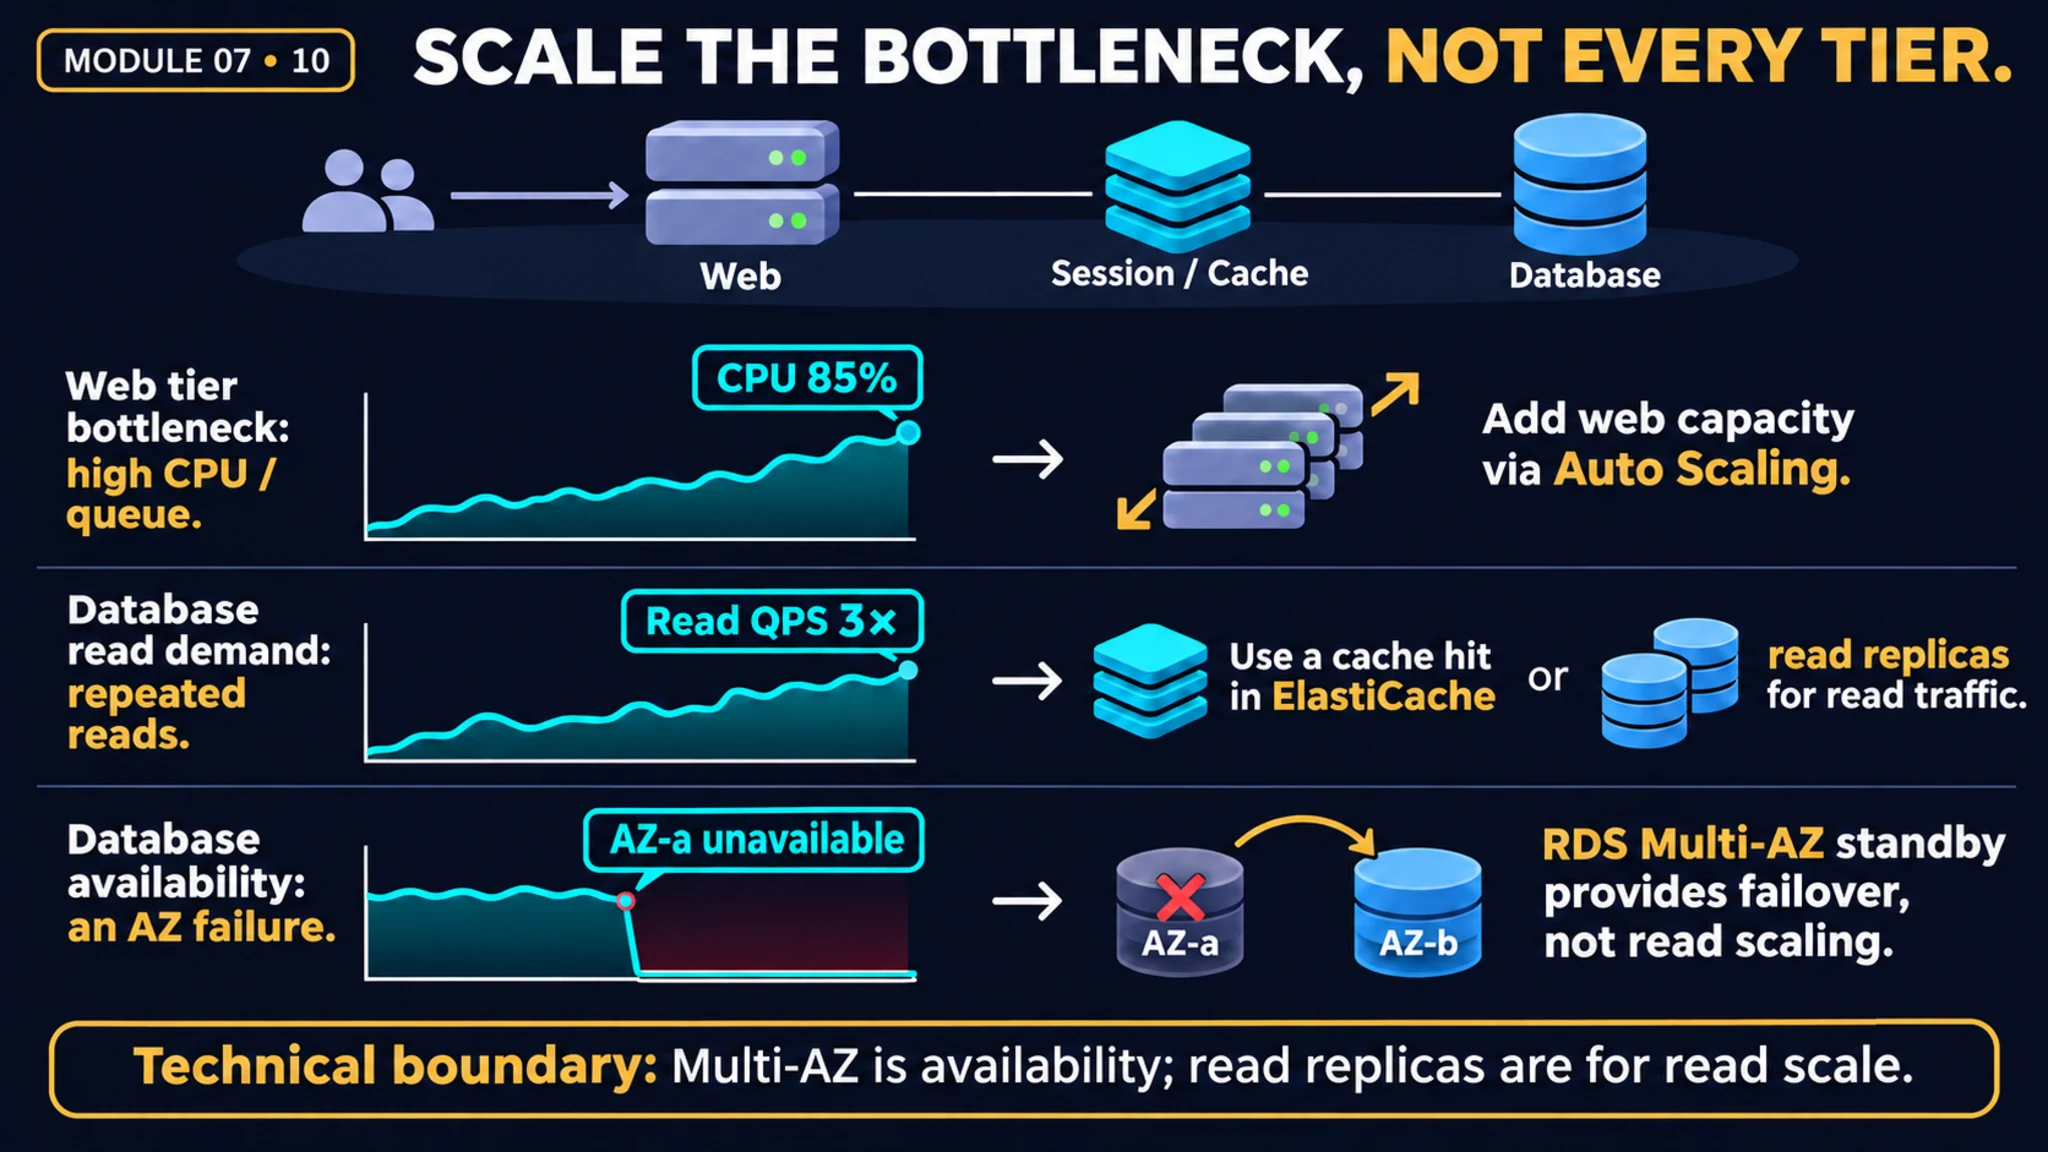 MODULE 07 • 10
SCALE THE BOTTLENECK, NOT EVERY TIER.
Web
Session / Cache
Database
Web tier
bottleneck:
high CPU /
queue.
CPU 85%
Add web capacity
via Auto Scaling.
Database
read demand:
repeated
reads.
Read QPS 3×
Use a cache hit
in ElastiCache
or
read replicas
for read traffic.
Database
availability:
an AZ failure.
AZ-a unavailable
AZ-a
AZ-b
RDS Multi-AZ standby
provides failover,
not read scaling.
Technical boundary: Multi-AZ is availability; read replicas are for read scale.